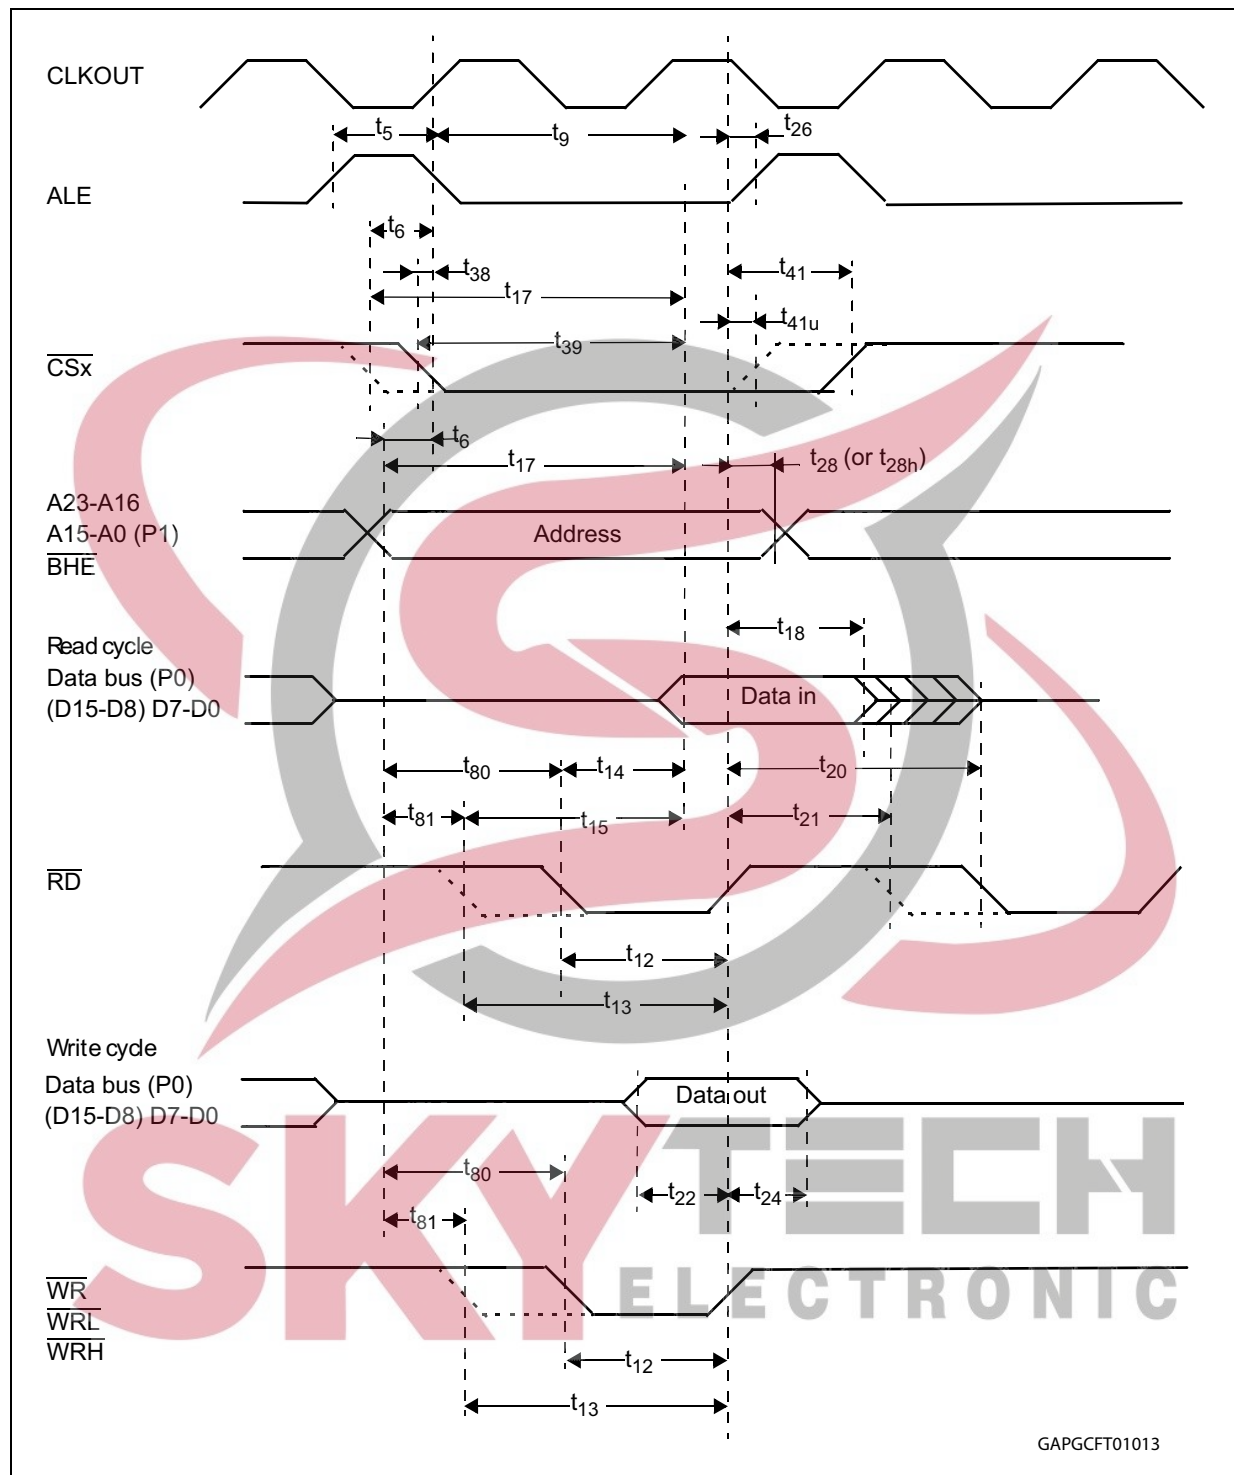 CLKOUT
t5
t9
t26
ALE
t6
t38
t41
t17
t41u
t39
CSx
t6
t17
t28 (or t28h)
A23-A16
A15-A0 (P1)
Address
BHE
t18
Read cycle
Data bus (P0)
(D15-D8) D7-D0
Data in
t80
t14
t20
t81
t15
t21
RD
t12
t13
Write cycle
Data bus (P0)
(D15-D8) D7-D0
Data out
t80
t22
t24
t81
SKYTECH
ELECTRONIC
WR
WRL
WRH
t12
t13
GAPGCFT01013